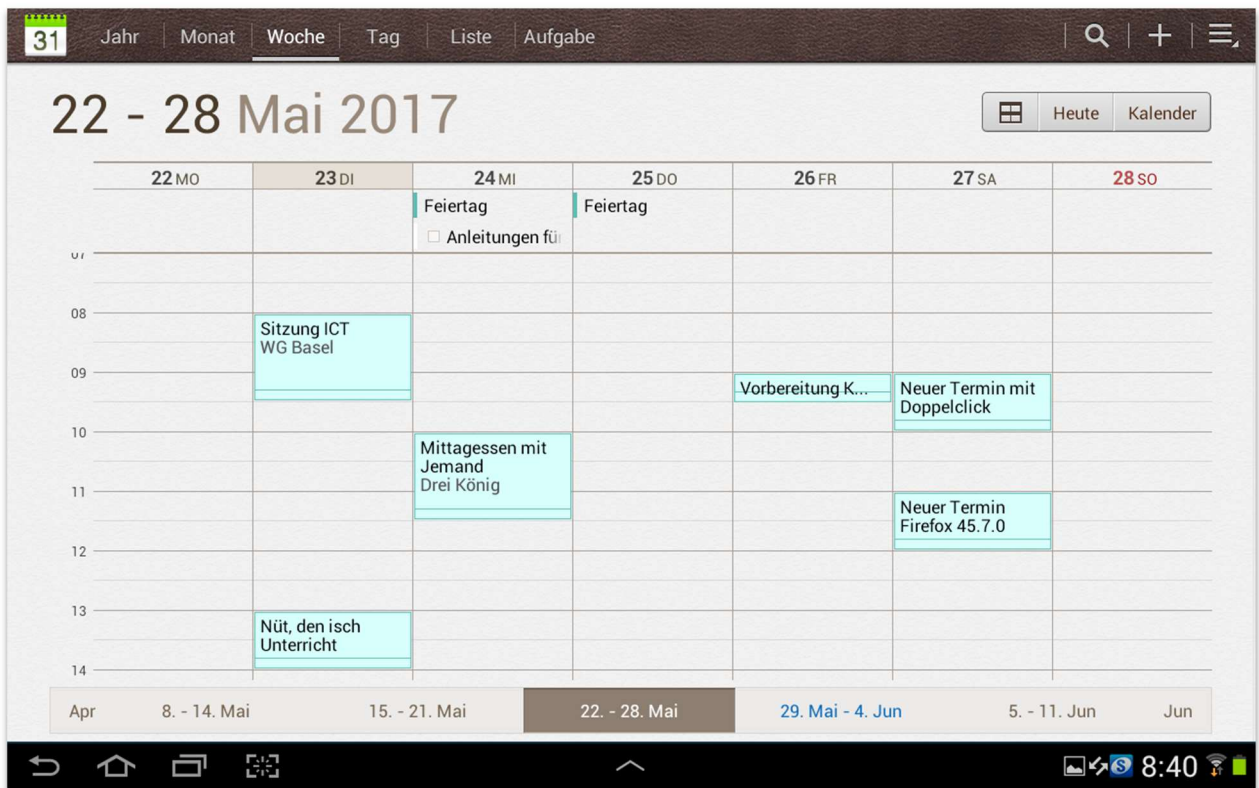 31 Jahr Monat Woche Tag Liste Aufgabe
22 - 28 Mai 2017
Heute Kalender
22 MO 23 DI 24 MI 25 DO 26 FR 27 SA 28 SO
Feiertag Feiertag
Anleitungen für
07
08
Sitzung ICT
WG Basel
09
Vorbereitung K...
Neuer Termin mit
Doppelclick
10
Mittagessen mit
Jemand
Drei König
11
Neuer Termin
Firefox 45.7.0
12
13
Nüt, den isch
Unterricht
14
Apr 8. - 14. Mai 15. - 21. Mai 22. - 28. Mai 29. Mai - 4. Jun 5. - 11. Jun Jun
8:40